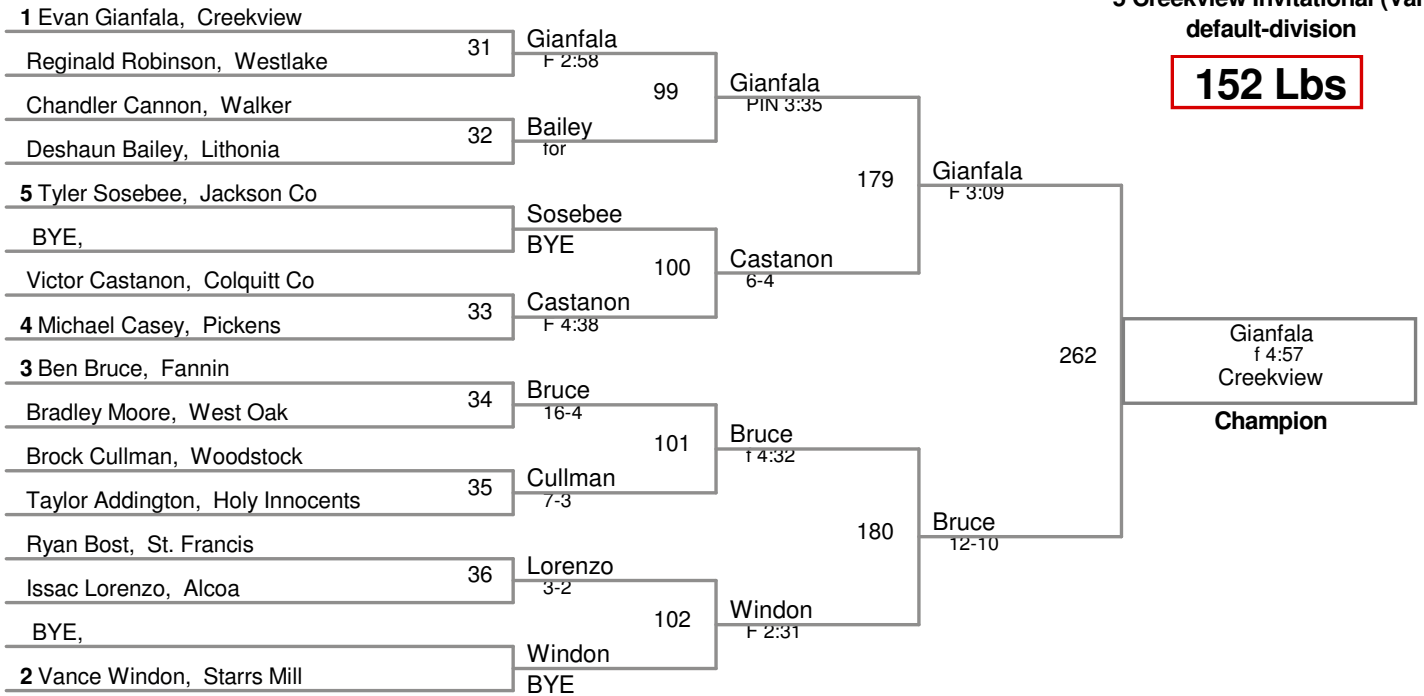 1 Evan Gianfala, Creekview
Reginald Robinson, Westlake
Chandler Cannon, Walker
Deshaun Bailey, Lithonia
5 Tyler Sosebee, Jackson Co
BYE,
Victor Castanon, Colquitt Co
4 Michael Casey, Pickens
3 Ben Bruce, Fannin
Bradley Moore, West Oak
Brock Cullman, Woodstock
Taylor Addington, Holy Innocents
Ryan Bost, St. Francis
Issac Lorenzo, Alcoa
BYE,
2 Vance Windon, Starrs Mill
31
32
33
34
35
36
Gianfala
F 2:58
Bailey
for
Sosebee
BYE
Castanon
F 4:38
Bruce
16-4
Cullman
7-3
Lorenzo
3-2
Windon
BYE
99
100
101
102
Gianfala
PIN 3:35
Castanon
6-4
Bruce
f 4:32
Windon
F 2:31
179
180
Gianfala
F 3:09
Bruce
12-10
262
Creekview Invitational
default-division
152 Lbs
Gianfala
f 4:57
Creekview
Champion